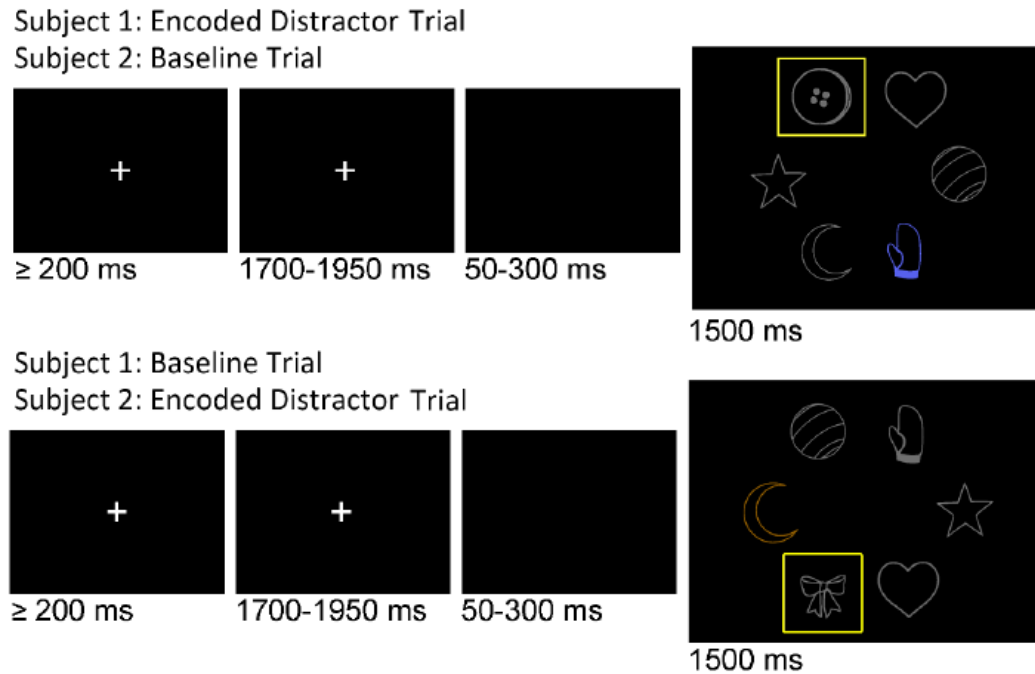 Subject 1: Encoded Distractor Trial
Subject 2: Baseline Trial
≥ 200 ms
1700-1950 ms
50-300 ms
1500 ms
Subject 1: Baseline Trial
Subject 2: Encoded Distractor Trial
≥ 200 ms
1700-1950 ms
50-300 ms
1500 ms